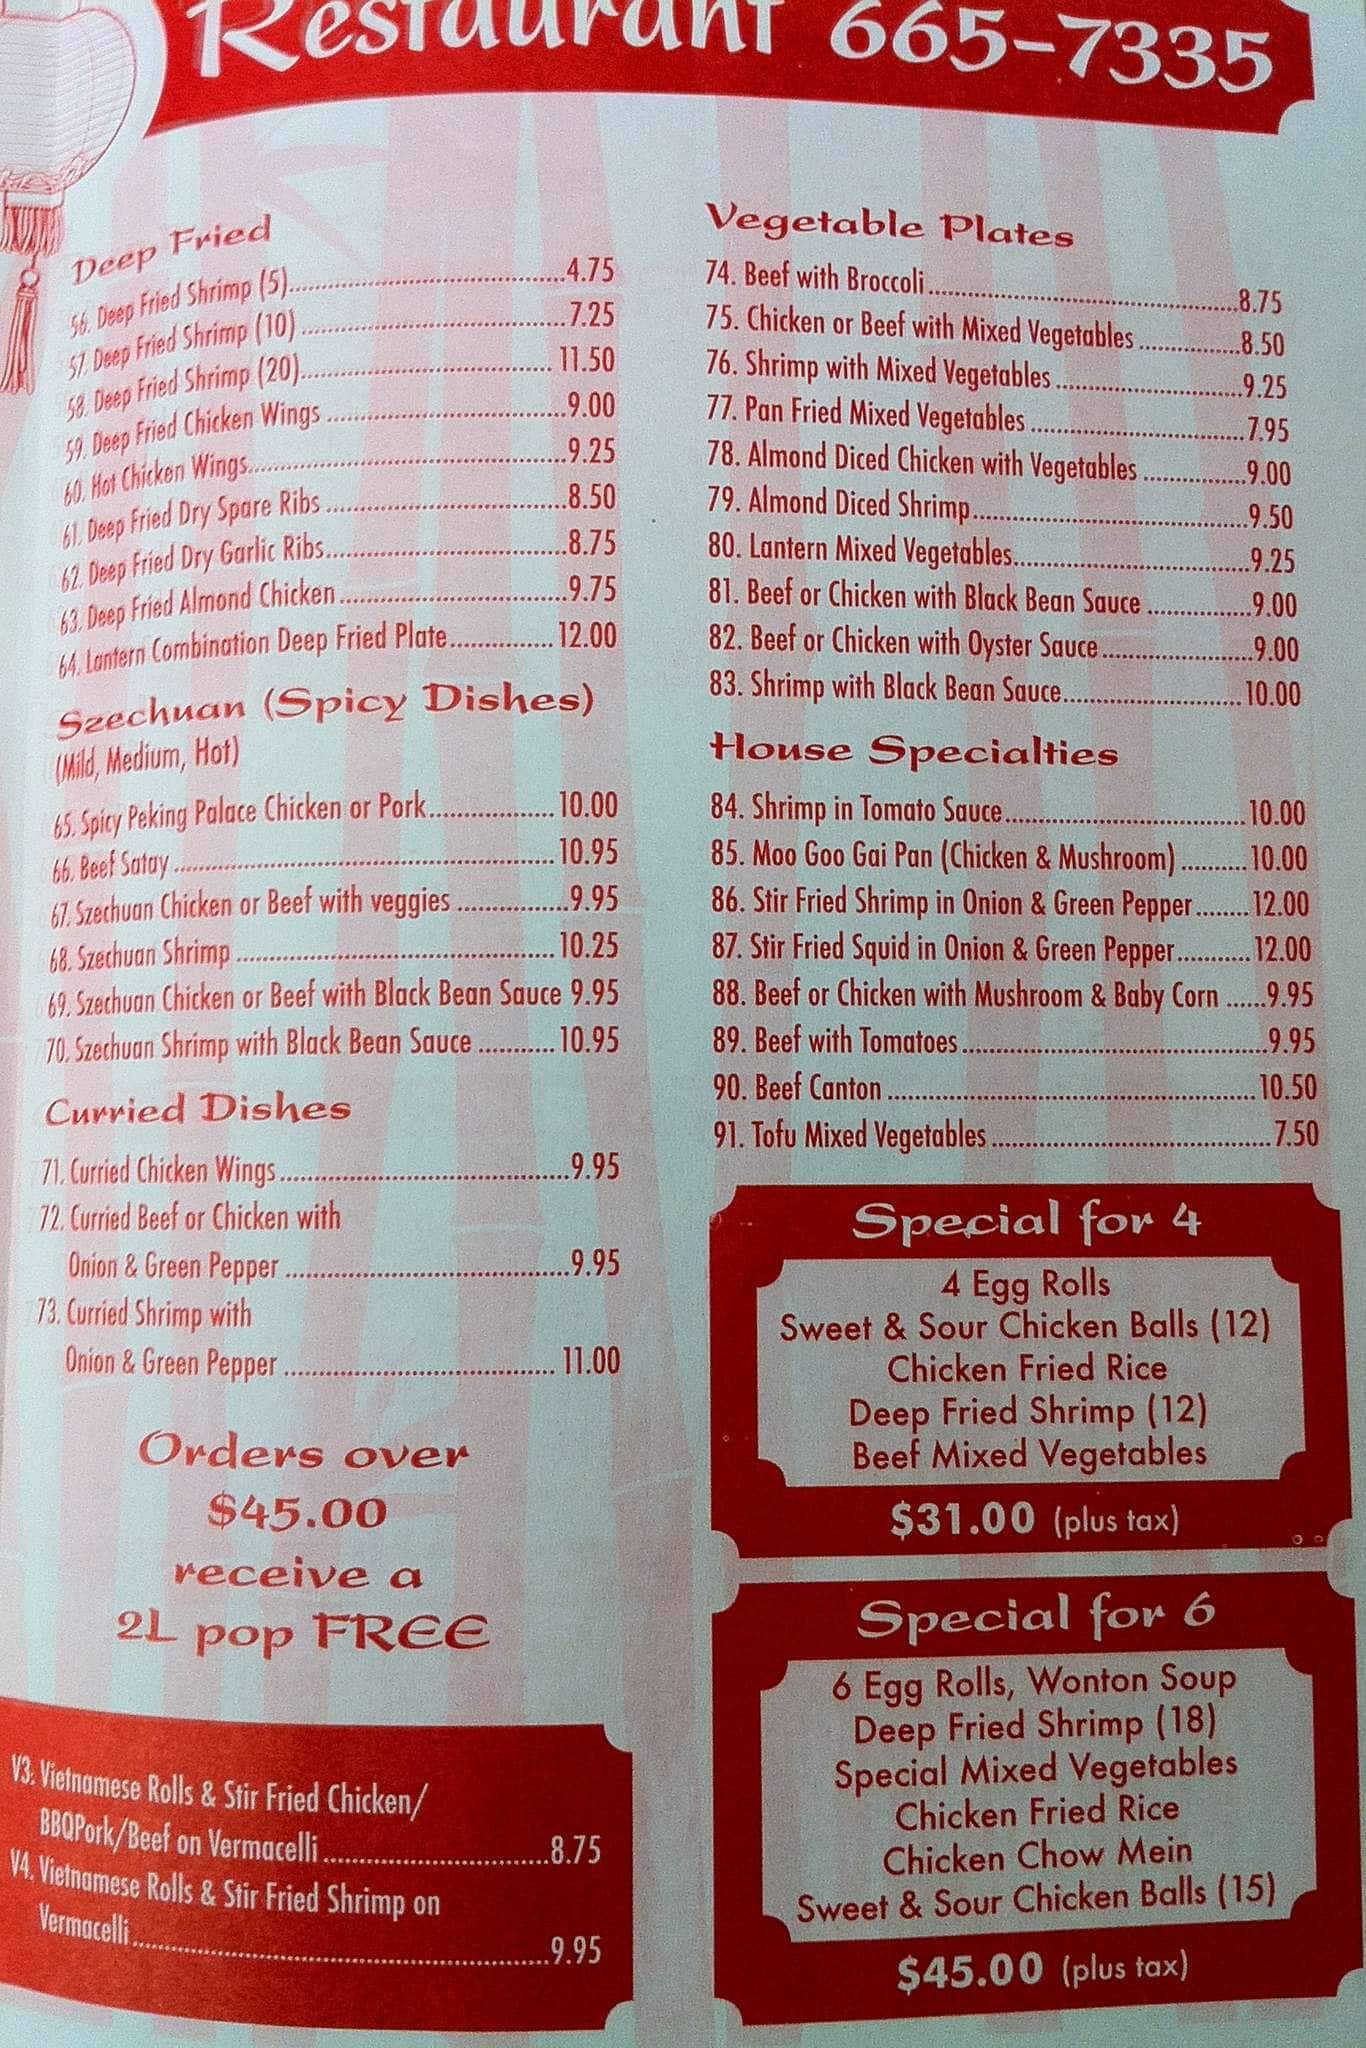 Restaurant 665-7335
Deep Fried
56. Deep Fried Shrimp (5)..........4.75
57. Deep Fried Shrimp (10)..........7.25
58. Deep Fried Shrimp (20)..........11.50
59. Deep Fried Chicken Wings..........9.00
60. Hot Chicken Wings..........9.25
61. Deep Fried Dry Spare Ribs..........8.50
62. Deep Fried Dry Garlic Ribs..........8.75
63. Deep Fried Almond Chicken..........9.75
64. Lantern Combination Deep Fried Plate..........12.00
Szechuan (Spicy Dishes)
(Mild, Medium, Hot)
65. Spicy Peking Palace Chicken or Pork..........10.00
66. Beef Satay..........10.95
67. Szechuan Chicken or Beef with veggies..........9.95
68. Szechuan Shrimp..........10.25
69. Szechuan Chicken or Beef with Black Bean Sauce 9.95
70. Szechuan Shrimp with Black Bean Sauce..........10.95
Curried Dishes
71. Curried Chicken Wings..........9.95
72. Curried Beef or Chicken with
Onion & Green Pepper..........9.95
73. Curried Shrimp with
Onion & Green Pepper..........11.00
Orders over
$45.00
receive a
2L pop FREE
V3. Vietnamese Rolls & Stir Fried Chicken/
BBQPork/Beef on Vermacelli..........8.75
V4. Vietnamese Rolls & Stir Fried Shrimp on
Vermacelli..........9.95
Vegetable Plates
74. Beef with Broccoli..........8.75
75. Chicken or Beef with Mixed Vegetables..........8.50
76. Shrimp with Mixed Vegetables..........9.25
77. Pan Fried Mixed Vegetables..........7.95
78. Almond Diced Chicken with Vegetables..........9.00
79. Almond Diced Shrimp..........9.50
80. Lantern Mixed Vegetables..........9.25
81. Beef or Chicken with Black Bean Sauce..........9.00
82. Beef or Chicken with Oyster Sauce..........9.00
83. Shrimp with Black Bean Sauce..........10.00
House Specialties
84. Shrimp in Tomato Sauce..........10.00
85. Moo Goo Gai Pan (Chicken & Mushroom)..........10.00
86. Stir Fried Shrimp in Onion & Green Pepper........12.00
87. Stir Fried Squid in Onion & Green Pepper..........12.00
88. Beef or Chicken with Mushroom & Baby Corn......9.95
89. Beef with Tomatoes..........9.95
90. Beef Canton..........10.50
91. Tofu Mixed Vegetables..........7.50
Special for 4
4 Egg Rolls
Sweet & Sour Chicken Balls (12)
Chicken Fried Rice
Deep Fried Shrimp (12)
Beef Mixed Vegetables
$31.00 (plus tax)
Special for 6
6 Egg Rolls, Wonton Soup
Deep Fried Shrimp (18)
Special Mixed Vegetables
Chicken Fried Rice
Chicken Chow Mein
Sweet & Sour Chicken Balls (15)
$45.00 (plus tax)